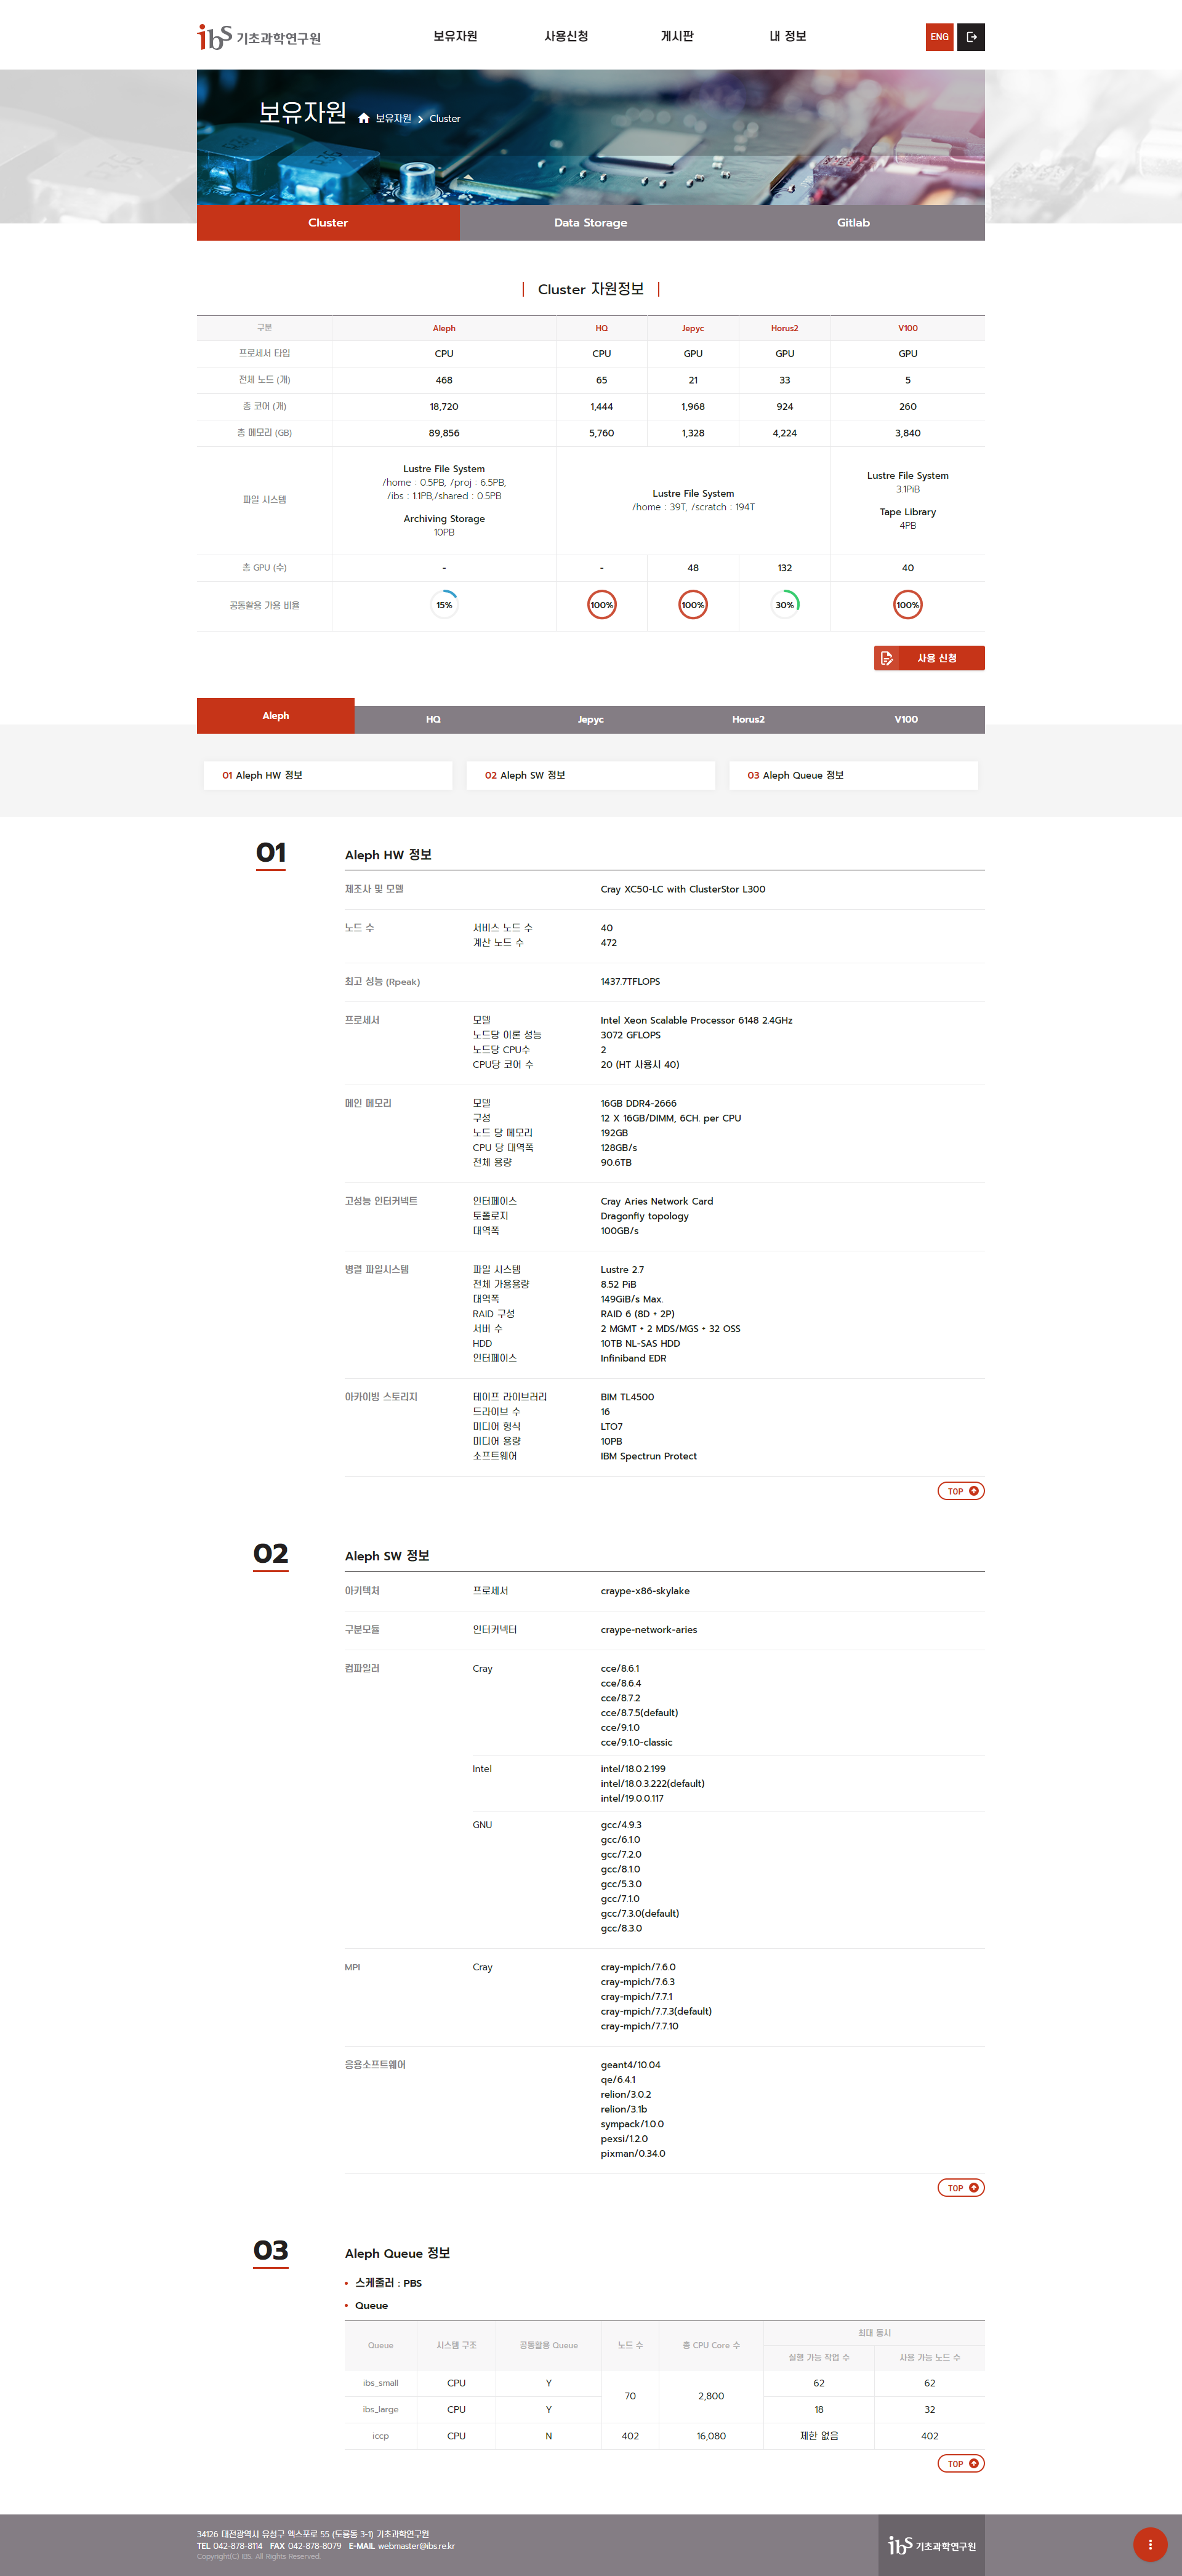 ibs 기초과학연구원
보유자원 사용신청 게시판 내 정보
ENG
보유자원 보유자원 Cluster
Cluster Data Storage Gitlab
Cluster 자원정보
구분 Aleph HQ Jepyc Horus2 V100
프로세서 타입 CPU CPU GPU GPU GPU
전체 노드 (개) 468 65 21 33 5
총 코어 (개) 18,720 1,444 1,968 924 260
총 메모리 (GB) 89,856 5,760 1,328 4,224 3,840
파일 시스템
Lustre File System
/home : 0.5PB, /proj : 6.5PB,
/ibs : 1.1PB,/shared : 0.5PB
Archiving Storage
10PB
Lustre File System
/home : 39T, /scratch : 194T
Lustre File System
3.1PiB
Tape Library
4PB
총 GPU (수) - - 48 132 40
공동활용 가용 비율 15% 100% 100% 30% 100%
사용 신청
Aleph HQ Jepyc Horus2 V100
01 Aleph HW 정보 02 Aleph SW 정보 03 Aleph Queue 정보
01
Aleph HW 정보
제조사 및 모델 Cray XC50-LC with ClusterStor L300
노드 수 서비스 노드 수 40
계산 노드 수 472
최고 성능 (Rpeak) 1437.7TFLOPS
프로세서 모델 Intel Xeon Scalable Processor 6148 2.4GHz
노드당 이론 성능 3072 GFLOPS
노드당 CPU수 2
CPU당 코어 수 20 (HT 사용시 40)
메인 메모리 모델 16GB DDR4-2666
구성 12 X 16GB/DIMM, 6CH. per CPU
노드 당 메모리 192GB
CPU 당 대역폭 128GB/s
전체 용량 90.6TB
고성능 인터커넥트 인터페이스 Cray Aries Network Card
토폴로지 Dragonfly topology
대역폭 100GB/s
병렬 파일시스템 파일 시스템 Lustre 2.7
전체 가용용량 8.52 PiB
대역폭 149GiB/s Max.
RAID 구성 RAID 6 (8D + 2P)
서버 수 2 MGMT + 2 MDS/MGS + 32 OSS
HDD 10TB NL-SAS HDD
인터페이스 Infiniband EDR
아카이빙 스토리지 테이프 라이브러리 BIM TL4500
드라이브 수 16
미디어 형식 LTO7
미디어 용량 10PB
소프트웨어 IBM Spectrun Protect
TOP
02
Aleph SW 정보
아키텍처 프로세서 craype-x86-skylake
구분모듈 인터커넥터 craype-network-aries
컴파일러 Cray cce/8.6.1
cce/8.6.4
cce/8.7.2
cce/8.7.5(default)
cce/9.1.0
cce/9.1.0-classic
Intel intel/18.0.2.199
intel/18.0.3.222(default)
intel/19.0.0.117
GNU gcc/4.9.3
gcc/6.1.0
gcc/7.2.0
gcc/8.1.0
gcc/5.3.0
gcc/7.1.0
gcc/7.3.0(default)
gcc/8.3.0
MPI Cray cray-mpich/7.6.0
cray-mpich/7.6.3
cray-mpich/7.7.1
cray-mpich/7.7.3(default)
cray-mpich/7.7.10
응용소프트웨어 geant4/10.04
qe/6.4.1
relion/3.0.2
relion/3.1b
sympack/1.0.0
pexsi/1.2.0
pixman/0.34.0
TOP
03
Aleph Queue 정보
스케줄러 : PBS
Queue
Queue 시스템 구조 공동활용 Queue 노드 수 총 CPU Core 수 최대 동시
실행 가능 작업 수 사용 가능 노드 수
ibs_small CPU Y 70 2,800 62 62
ibs_large CPU Y 18 32
iccp CPU N 402 16,080 제한 없음 402
TOP
34126 대전광역시 유성구 엑스포로 55 (도룡동 3-1) 기초과학연구원
TEL 042-878-8114 FAX 042-878-8079 E-MAIL webmaster@ibs.re.kr
Copyright(C) IBS. All Rights Reserved
ibs 기초과학연구원